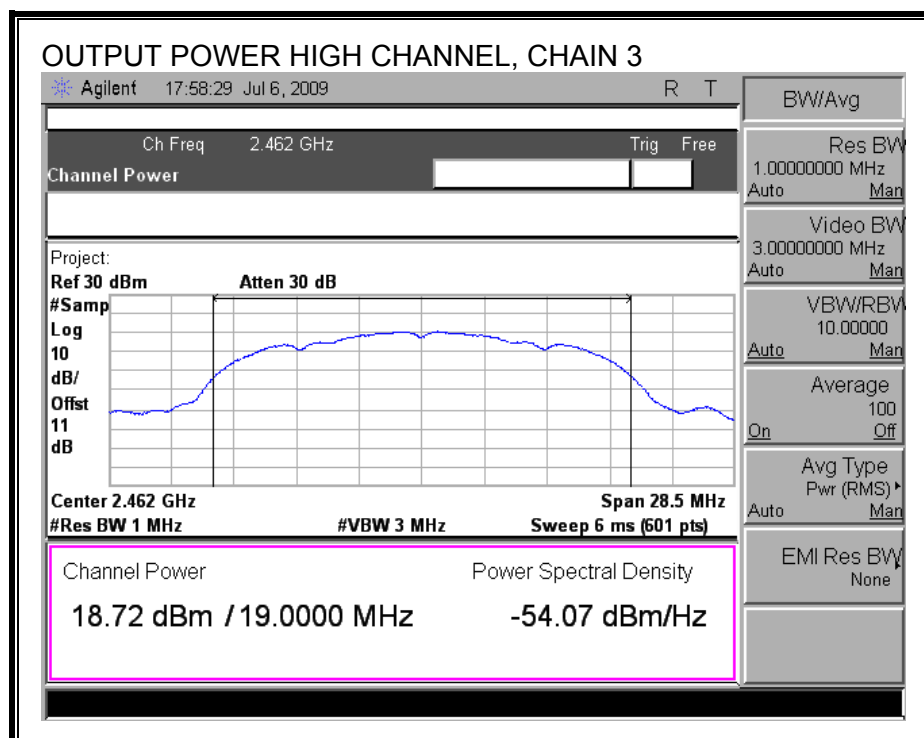 OUTPUT POWER HIGH CHANNEL, CHAIN 3
Agilent 17:58:29 Jul 6, 2009 R T
Ch Freq 2.462 GHz Trig Free
Channel Power
Project:
Ref 30 dBm Atten 30 dB
#Samp
Log
10
dB/
Offst
11
dB
Center 2.462 GHz Span 28.5 MHz
#Res BW 1 MHz #VBW 3 MHz Sweep 6 ms (601 pts)
Channel Power Power Spectral Density
18.72 dBm / 19.0000 MHz -54.07 dBm/Hz
BW/Avg
Res BW
1.00000000 MHz
Auto Man
Video BW
3.00000000 MHz
Auto Man
VBW/RBW
10.00000
Auto Man
Average
100
On Off
Avg Type
Pwr (RMS)
Auto Man
EMI Res BW
None